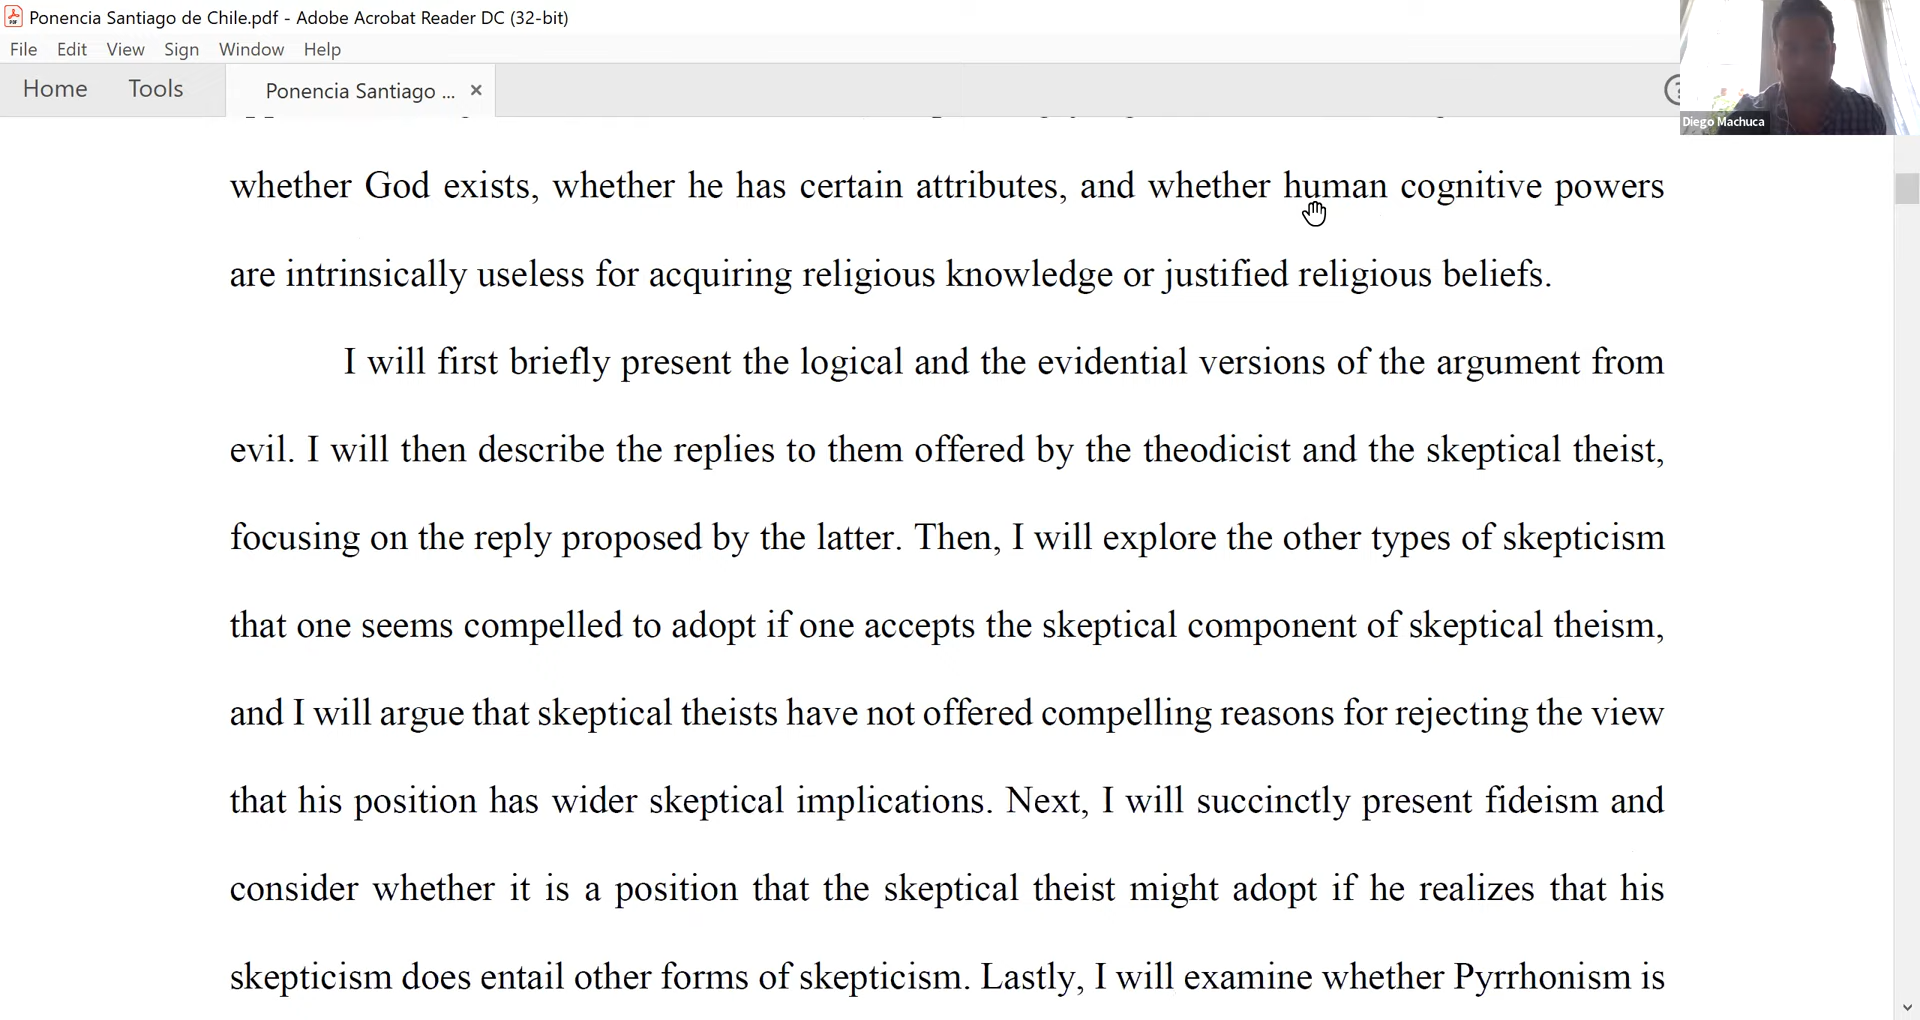 Ponencia Santiago de Chile.pdf - Adobe Acrobat Reader DC (32-bit)
File Edit View Sign Window Help
Home Tools Ponencia Santiago ... ×
Diego Machuca
whether God exists, whether he has certain attributes, and whether human cognitive powers
are intrinsically useless for acquiring religious knowledge or justified religious beliefs.
I will first briefly present the logical and the evidential versions of the argument from
evil. I will then describe the replies to them offered by the theodicist and the skeptical theist,
focusing on the reply proposed by the latter. Then, I will explore the other types of skepticism
that one seems compelled to adopt if one accepts the skeptical component of skeptical theism,
and I will argue that skeptical theists have not offered compelling reasons for rejecting the view
that his position has wider skeptical implications. Next, I will succinctly present fideism and
consider whether it is a position that the skeptical theist might adopt if he realizes that his
skepticism does entail other forms of skepticism. Lastly, I will examine whether Pyrrhonism is